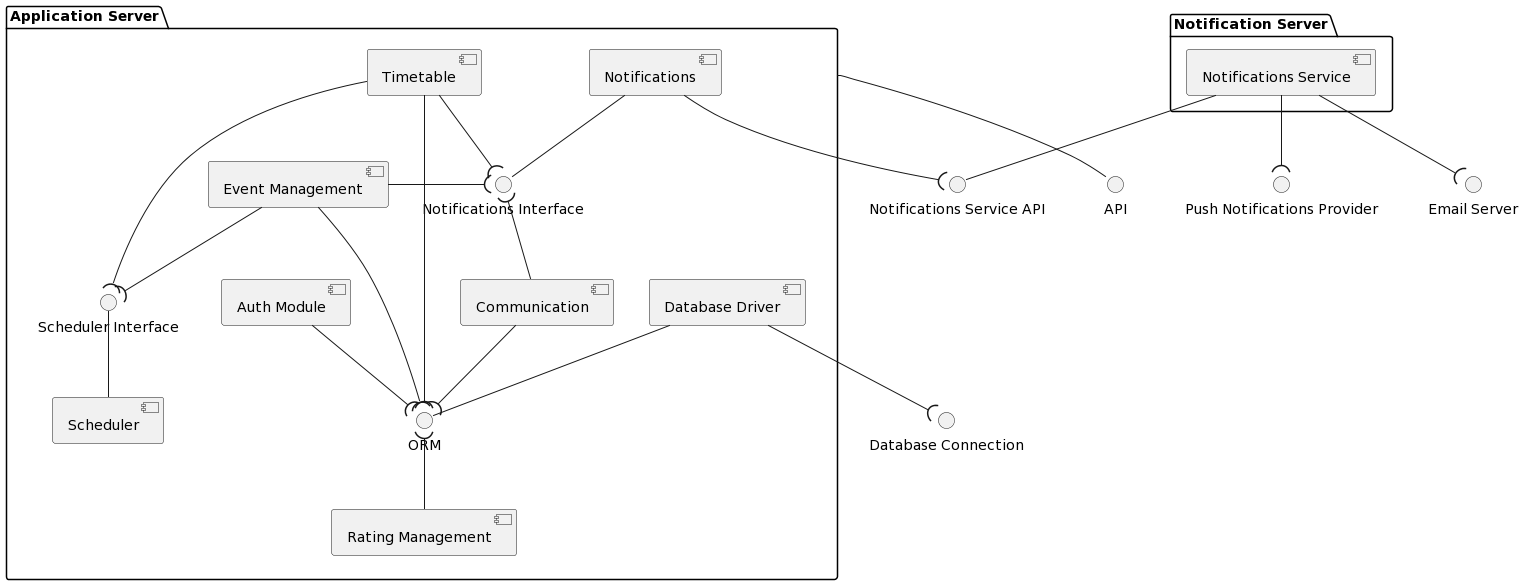 Application Server
Notification Server
Timetable
Notifications
Notifications Service
Event Management
Notifications Interface
Notifications Service API
API
Push Notifications Provider
Email Server
Auth Module
Communication
Database Driver
Scheduler Interface
Scheduler
ORM
Database Connection
Rating Management